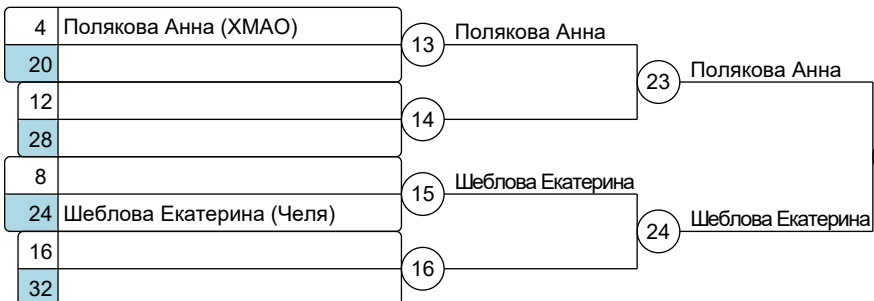 4 Полякова Анна (ХМАО)
20
12
28
8
24 Шеблова Екатерина (Челя)
16
32
13 Полякова Анна
14
15 Шеблова Екатерина
16
23 Полякова Анна
24 Шеблова Екатерина